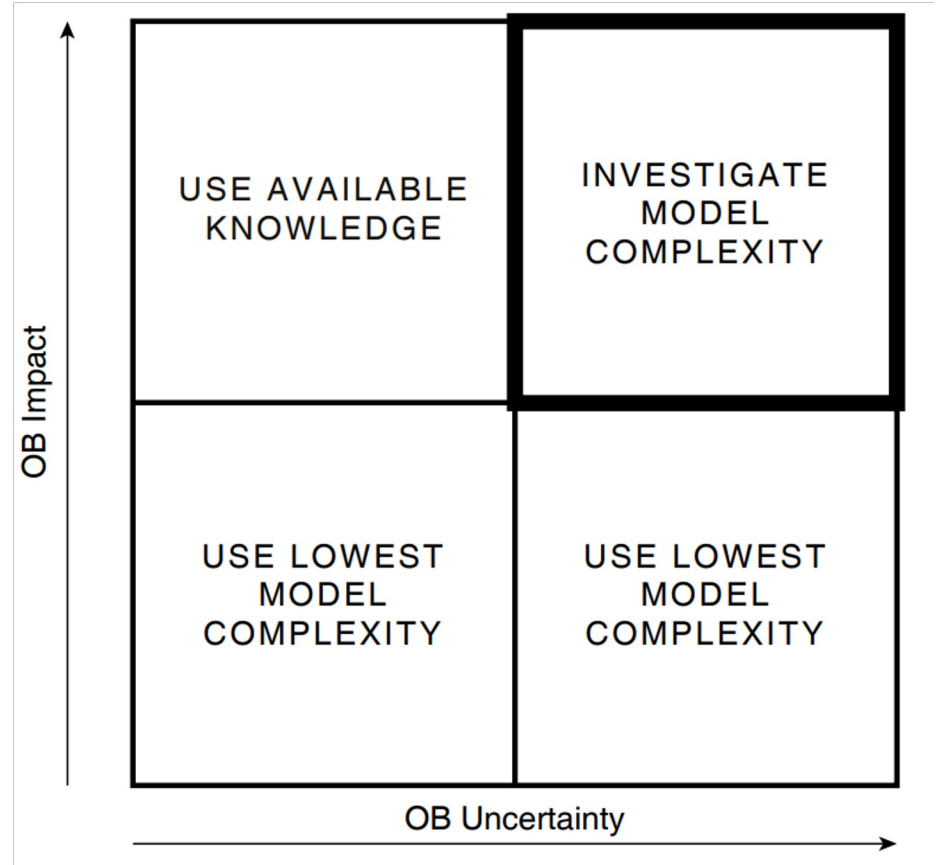 USE AVAILABLE
KNOWLEDGE
INVESTIGATE
MODEL
COMPLEXITY
OB Impact
USE LOWEST
MODEL
COMPLEXITY
USE LOWEST
MODEL
COMPLEXITY
OB Uncertainty